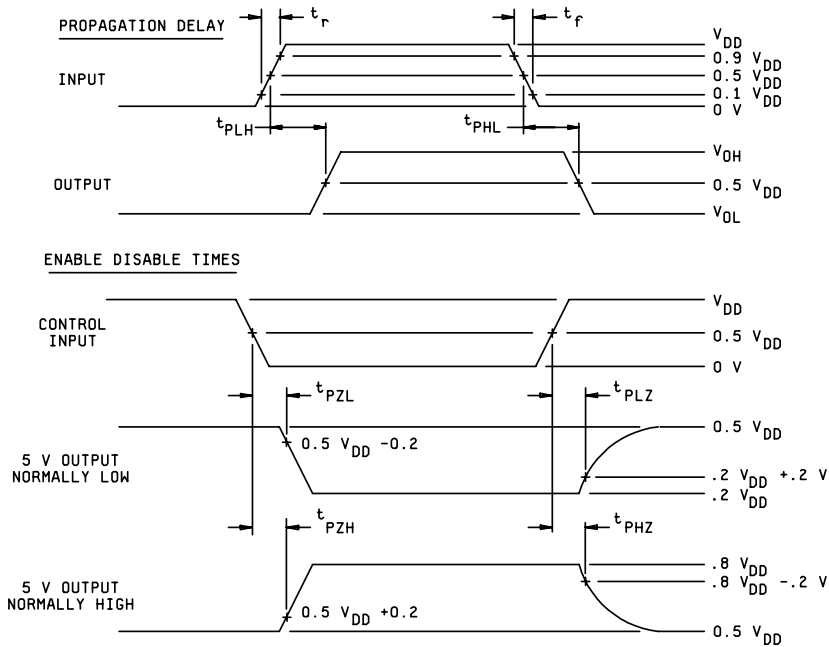 PROPAGATION DELAY
t_r
t_f
INPUT
V_DD
0.9 V_DD
0.5 V_DD
0.1 V_DD
0 V
t_PLH
t_PHL
OUTPUT
V_OH
0.5 V_DD
V_OL
ENABLE DISABLE TIMES
CONTROL
INPUT
V_DD
0.5 V_DD
0 V
t_PZL
t_PLZ
5 V OUTPUT
NORMALLY LOW
0.5 V_DD -0.2
0.5 V_DD
.2 V_DD +.2 V
.2 V_DD
t_PZH
t_PHZ
5 V OUTPUT
NORMALLY HIGH
0.5 V_DD +0.2
.8 V_DD
.8 V_DD -.2 V
0.5 V_DD